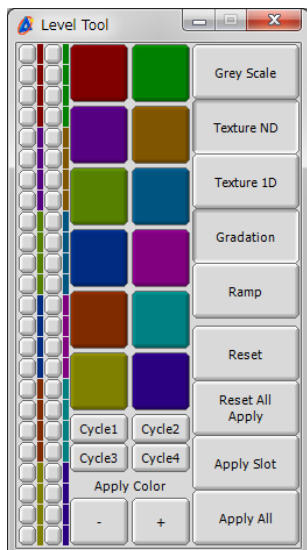 Level Tool
Grey Scale
Texture ND
Texture 1D
Gradation
Ramp
Reset
Reset All
Apply
Apply Slot
Apply All
Cycle1
Cycle2
Cycle3
Cycle4
Apply Color
-
+